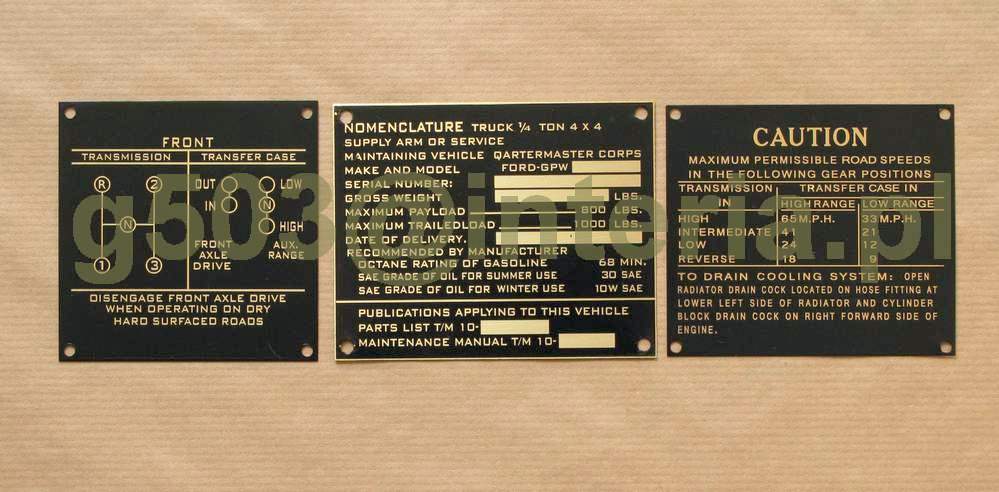 FRONT
TRANSMISSION TRANSFER CASE
R 2 OUT LOW
N IN N
HIGH
1 3 FRONT AXLE DRIVE AUX. RANGE
DISENGAGE FRONT AXLE DRIVE
WHEN OPERATING ON DRY
HARD SURFACED ROADS
NOMENCLATURE TRUCK 1/4 TON 4 X 4
SUPPLY ARM OR SERVICE
MAINTAINING VEHICLE QARTERMASTER CORPS
MAKE AND MODEL FORD-GPW
SERIAL NUMBER:
GROSS WEIGHT LBS.
MAXIMUM PAYLOAD 800 LBS.
MAXIMUM TRAILEDLOAD 1000 LBS.
DATE OF DELIVERY.
RECOMMENDED BY MANUFACTURER
OCTANE RATING OF GASOLINE 68 MIN.
SAE GRADE OF OIL FOR SUMMER USE 30 SAE
SAE GRADE OF OIL FOR WINTER USE 10W SAE
PUBLICATIONS APPLYING TO THIS VEHICLE
PARTS LIST T/M 10-
MAINTENANCE MANUAL T/M 10-
CAUTION
MAXIMUM PERMISSIBLE ROAD SPEEDS
IN THE FOLLOWING GEAR POSITIONS
TRANSMISSION TRANSFER CASE IN
IN HIGH RANGE LOW RANGE
HIGH 65 M.P.H. 33 M.P.H.
INTERMEDIATE 41 21
LOW 24 12
REVERSE 18 9
TO DRAIN COOLING SYSTEM: OPEN
RADIATOR DRAIN COCK LOCATED ON HOSE FITTING AT
LOWER LEFT SIDE OF RADIATOR AND CYLINDER
BLOCK DRAIN COCK ON RIGHT FORWARD SIDE OF
ENGINE.